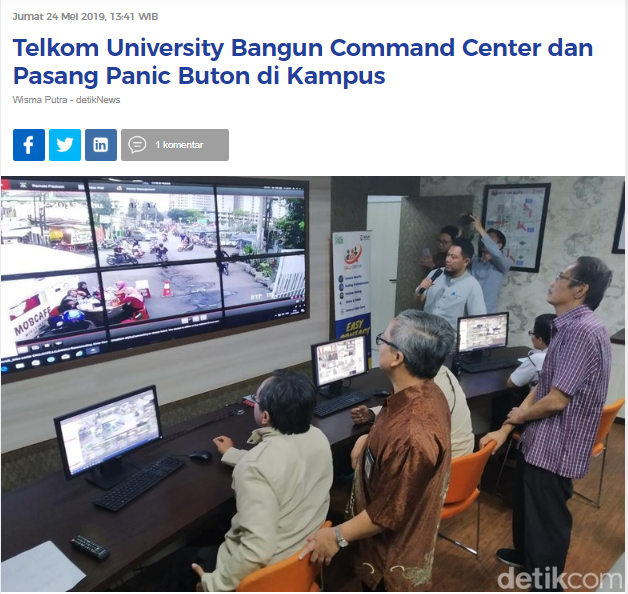 Jumat 24 Mei 2019, 13:41 WIB
Telkom University Bangun Command Center dan
Pasang Panic Buton di Kampus
Wisma Putra - detikNews
1 komentar
MOBCAFE
EASY
detikcom